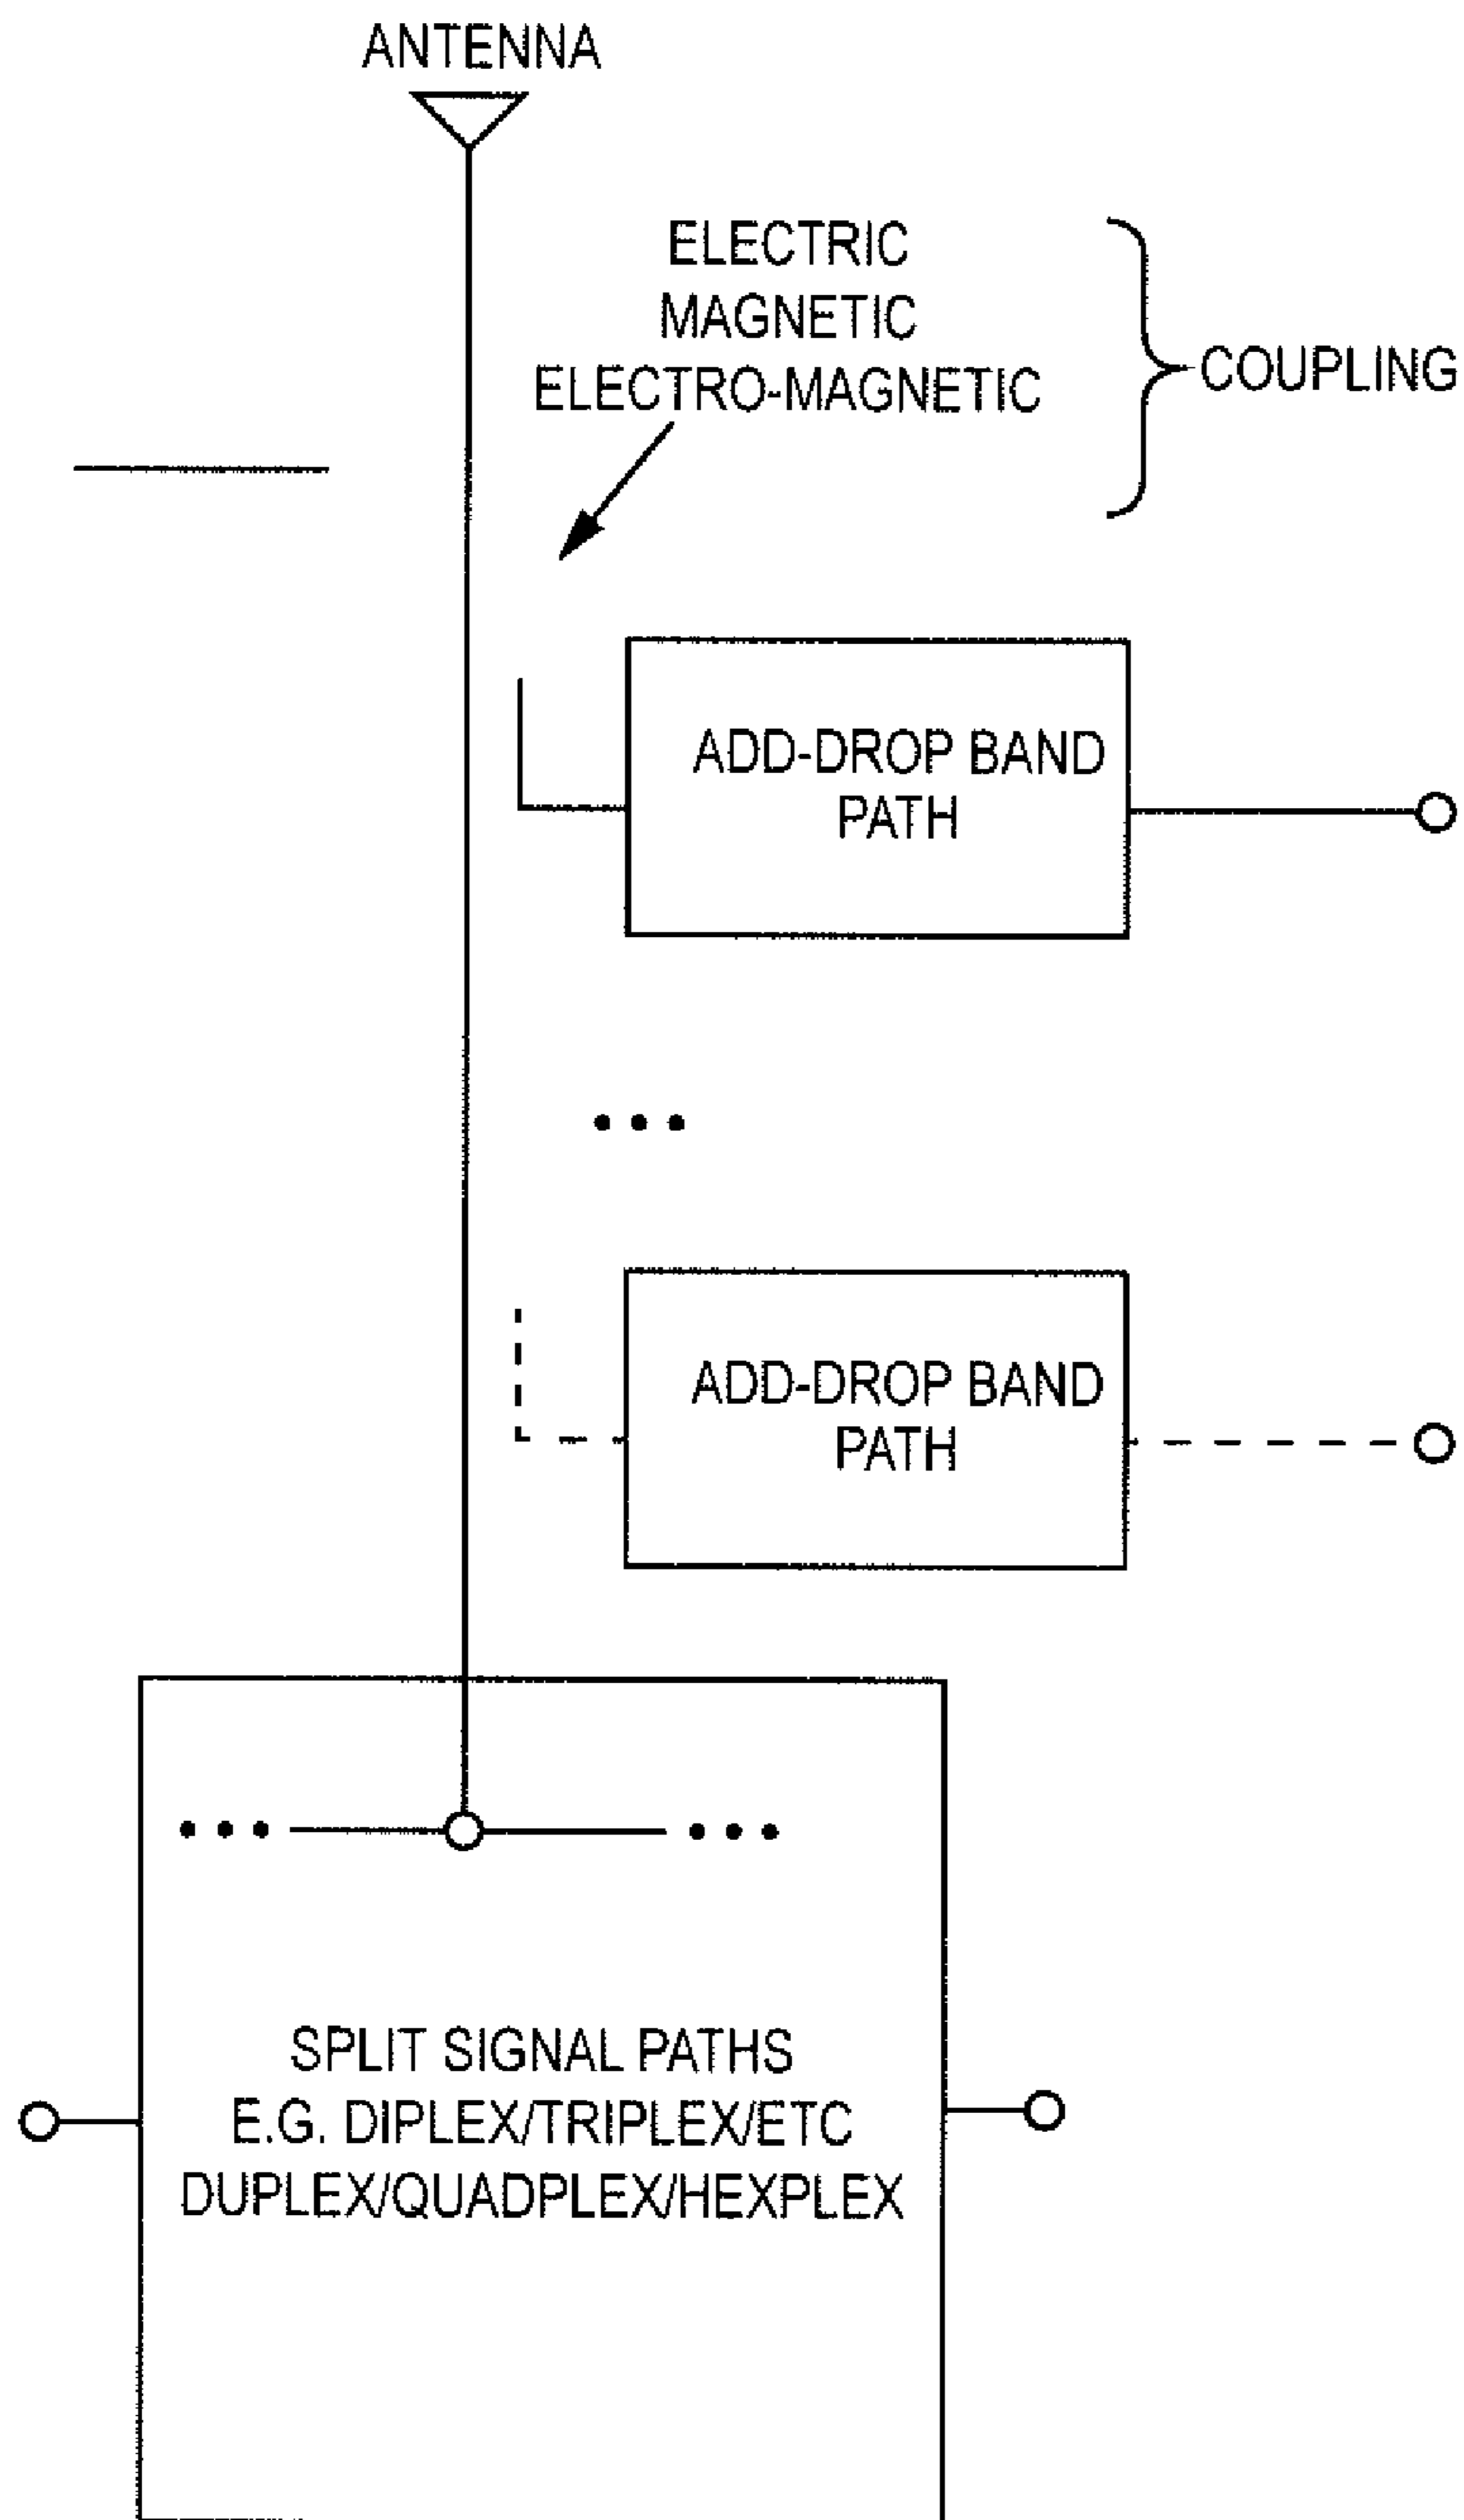 ANTENNA
ELECTRIC
MAGNETIC
ELECTRO-MAGNETIC
COUPLING
ADD-DROP BAND
PATH
ADD-DROP BAND
PATH
SPLIT SIGNAL PATHS
E.G. DIPLEX/TRIPLEX/ETC
DUPLEX/QUADPLEX/HEXPLEX